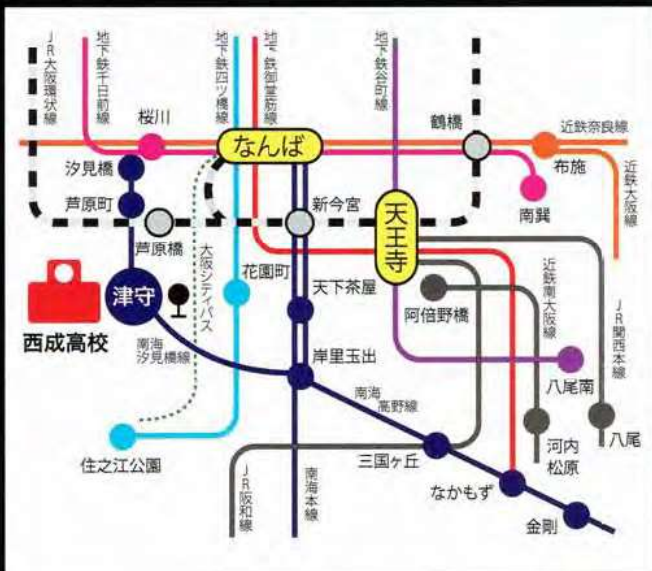 JR大阪環状線
地下鉄千日前線
地下鉄四ツ橋線
地下鉄御堂筋線
地下鉄谷町線
桜川
なんば
鶴橋
近鉄奈良線
布施
近鉄大阪線
汐見橋
芦原町
芦原橋
新今宮
天王寺
南巽
大阪シティバス
津守
西成高校
花園町
天下茶屋
阿倍野橋
近鉄南大阪線
JR関西本線
南海
汐見橋線
岸里玉出
八尾南
南海
高野線
住之江公園
三国ヶ丘
河内
松原
八尾
JR阪和線
南海本線
なかもず
金剛